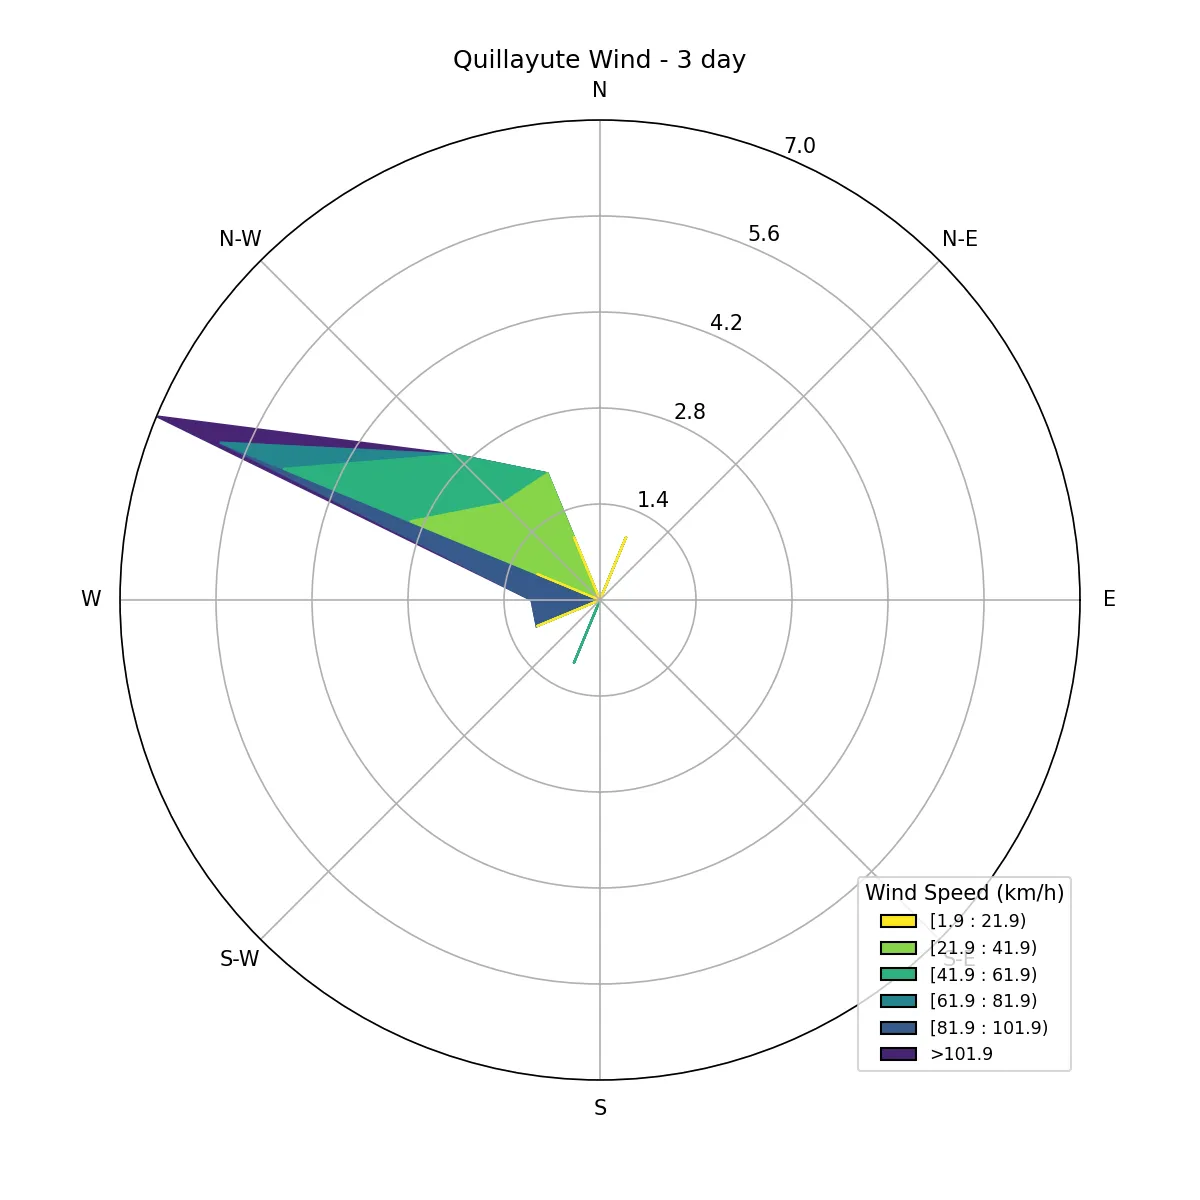 Quillayute Wind - 3 day
N
7.0
N-W
5.6
N-E
4.2
2.8
1.4
W
E
Wind Speed (km/h)
[1.9 : 21.9)
[21.9 : 41.9)
S-W
S-E
[41.9 : 61.9)
[61.9 : 81.9)
[81.9 : 101.9)
>101.9
S